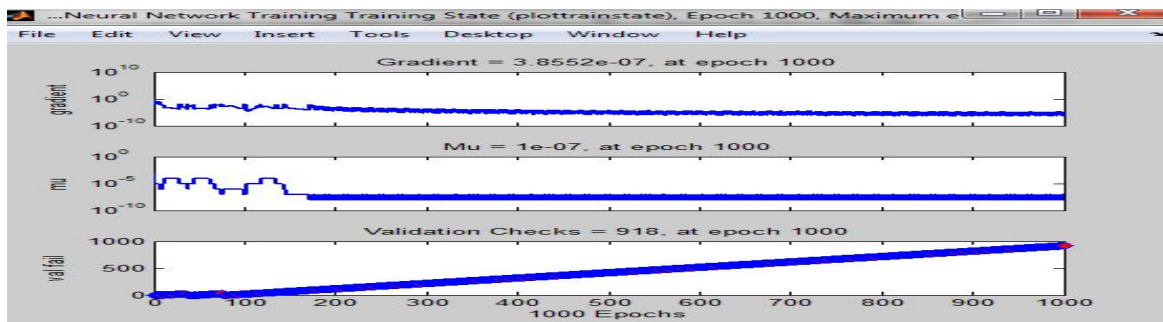 ...Neural Network Training Training State (plottrainstate), Epoch 1000, Maximum e
File Edit View Insert Tools Desktop Window Help
Gradient = 3.8552e-07, at epoch 1000
10^10
10^0
10^-10
gradient
Mu = 1e-07, at epoch 1000
10^0
10^-5
10^-10
mu
Validation Checks = 918, at epoch 1000
1000
500
0
val fail
0 100 200 300 400 500 600 700 800 900 1000
1000 Epochs